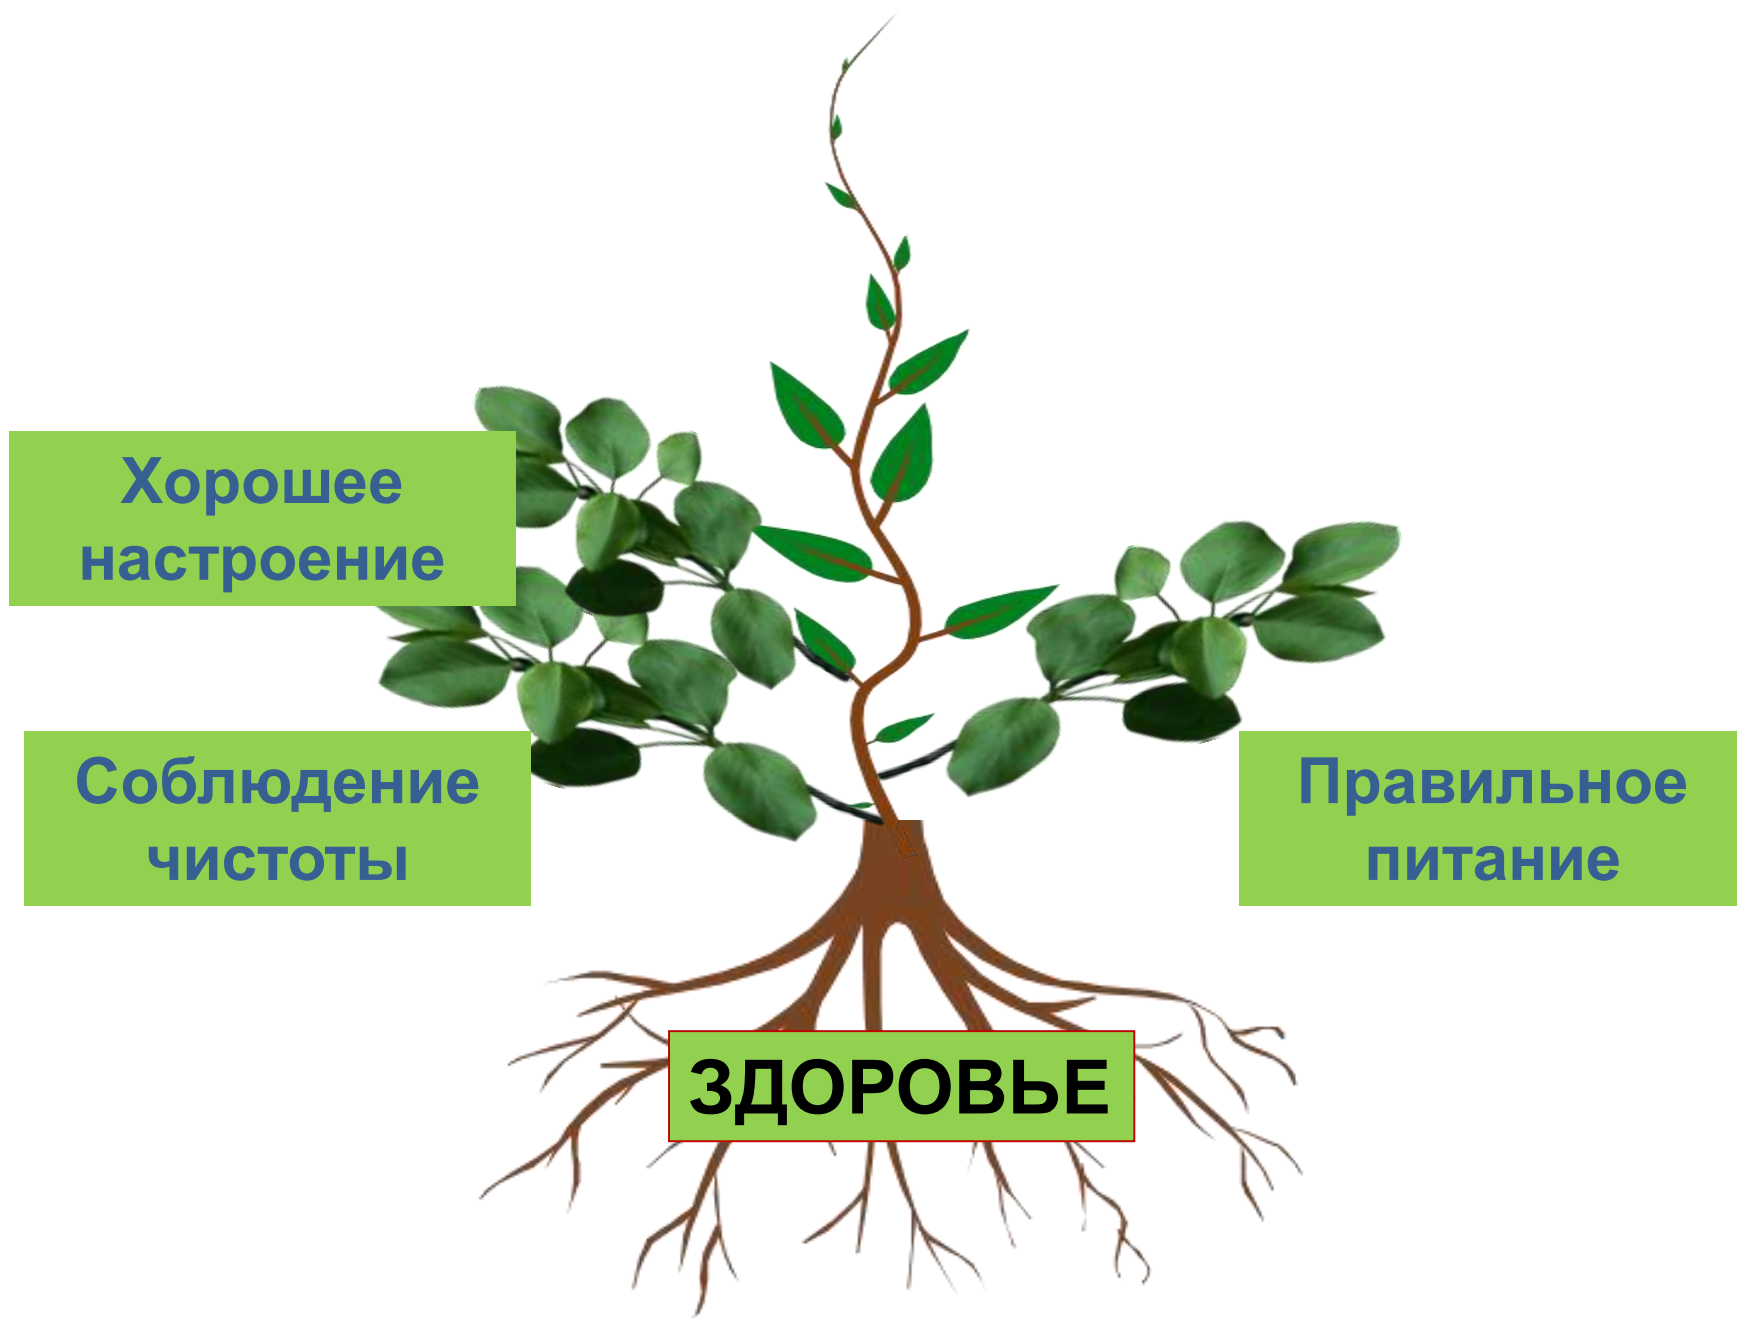 Хорошее
настроение
Соблюдение
чистоты
Правильное
питание
ЗДОРОВЬЕ